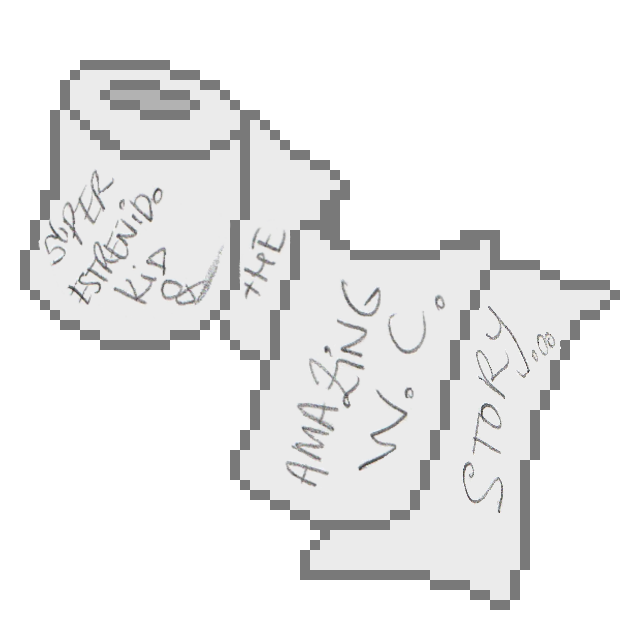 SUPER
ESTRENIDO
KID
&
THE
AMAZING
W. C.
STORY...